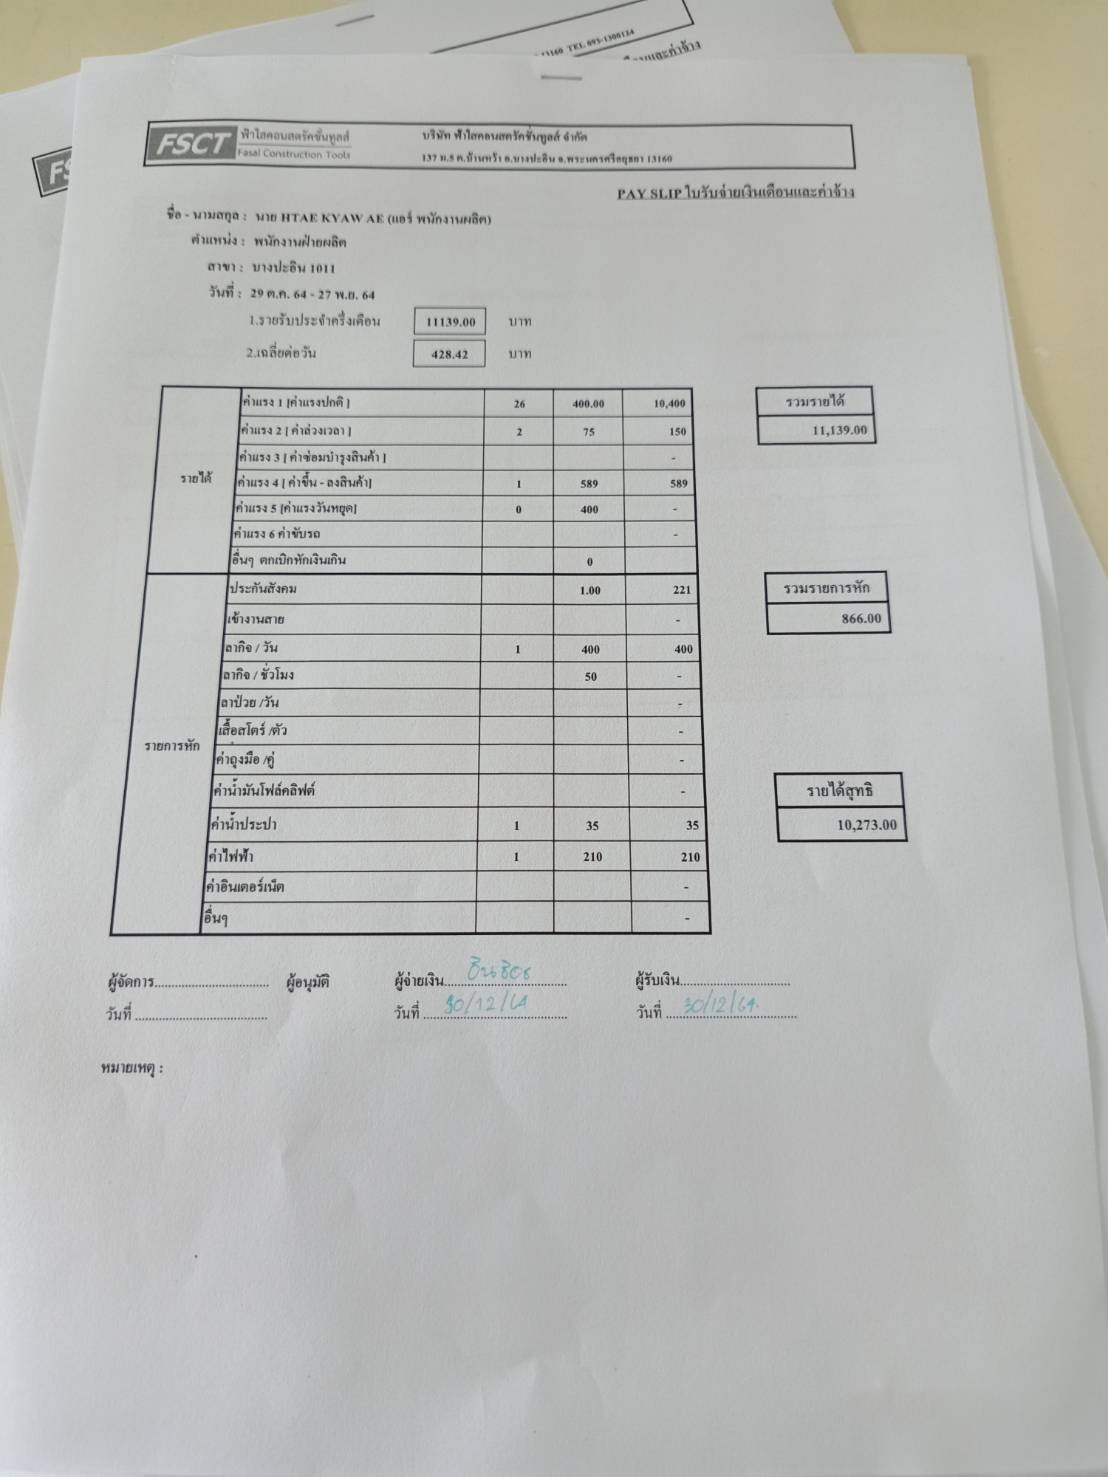 13160 TEL. 093-1300124
FSCT ฟ้าใสคอนสตรัคชั่นทูลส์
Fasai Construction Tools
บริษัท ฟ้าใสคอนสตรัคชั่นทูลส์ จำกัด
137 ม.5 ต.บ้านหว้า อ.บางปะอิน จ.พระนครศรีอยุธยา 13160
PAY SLIP ใบรับจ่ายเงินเดือนและค่าจ้าง
ชื่อ - นามสกุล : นาย HTAE KYAW AE (แอร์ พนักงานผลิต)
ตำแหน่ง : พนักงานฝ่ายผลิต
สาขา : บางปะอิน 1011
วันที่ : 29 ต.ค. 64 - 27 พ.ย. 64
1.รายรับประจำครึ่งเดือน 11139.00 บาท
2.เฉลี่ยต่อวัน 428.42 บาท
รายได้
ค่าแรง 1 [ค่าแรงปกติ ] 26 400.00 10,400
ค่าแรง 2 [ ค่าล่วงเวลา ] 2 75 150
ค่าแรง 3 [ ค่าซ่อมบำรุงสินค้า ] -
ค่าแรง 4 [ ค่าขึ้น - ลงสินค้า] 1 589 589
ค่าแรง 5 [ค่าแรงวันหยุด] 0 400 -
ค่าแรง 6 ค่าขับรถ -
อื่นๆ ตกเบิกหักเงินเกิน 0
รวมรายได้
11,139.00
รายการหัก
ประกันสังคม 1.00 221
เข้างานสาย -
ลากิจ / วัน 1 400 400
ลากิจ / ชั่วโมง 50 -
ลาป่วย /วัน -
เสื้อสโตร์ /ตัว -
ค่าถุงมือ /คู่ -
ค่าน้ำมันโฟล์คลิฟต์ -
ค่าน้ำประปา 1 35 35
ค่าไฟฟ้า 1 210 210
ค่าอินเตอร์เน็ต -
อื่นๆ -
รวมรายการหัก
866.00
รายได้สุทธิ
10,273.00
ผู้จัดการ ผู้อนุมัติ ผู้จ่ายเงิน ผู้รับเงิน
วันที่ วันที่ 30/12/64 วันที่ 30/12/64.
หมายเหตุ :